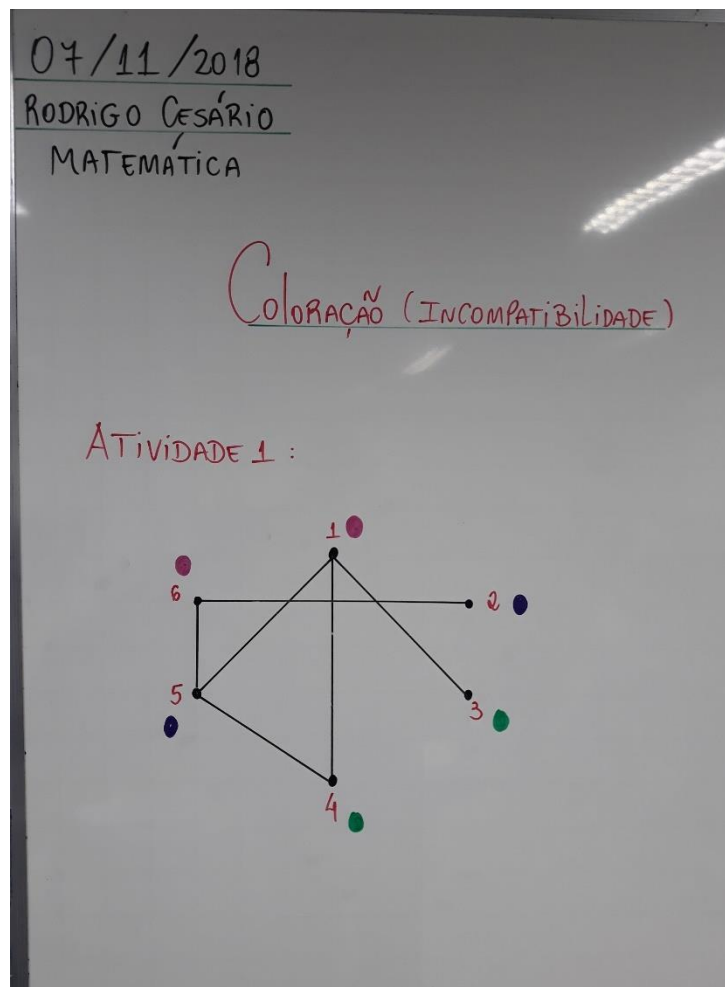 07/11/2018
RODRIGO CESÁRIO
MATEMÁTICA
COLORAÇÃO (INCOMPATIBILIDADE)
ATIVIDADE 1:
1
6
2
5
3
4